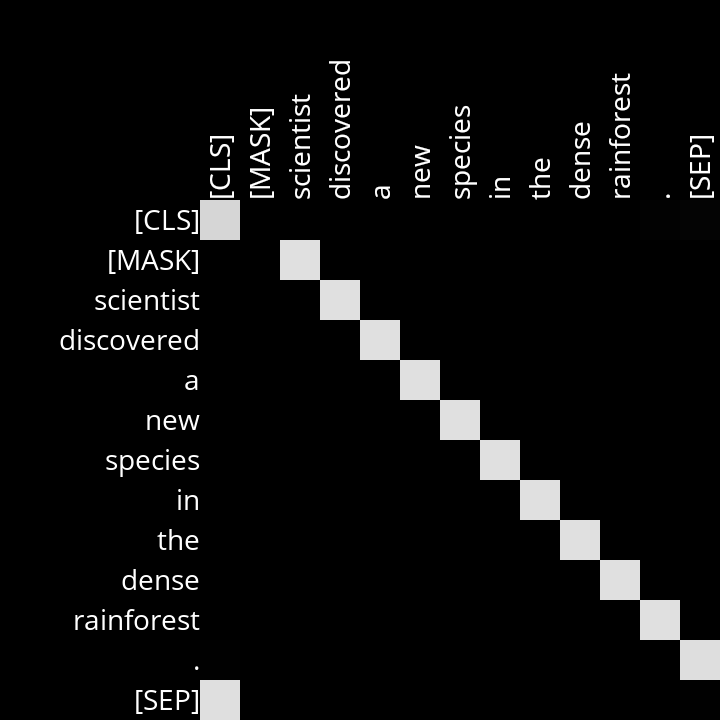 [CLS] [MASK] scientist discovered a new species in the dense rainforest . [SEP]
[CLS]
[MASK]
scientist
discovered
a
new
species
in
the
dense
rainforest
.
[SEP]